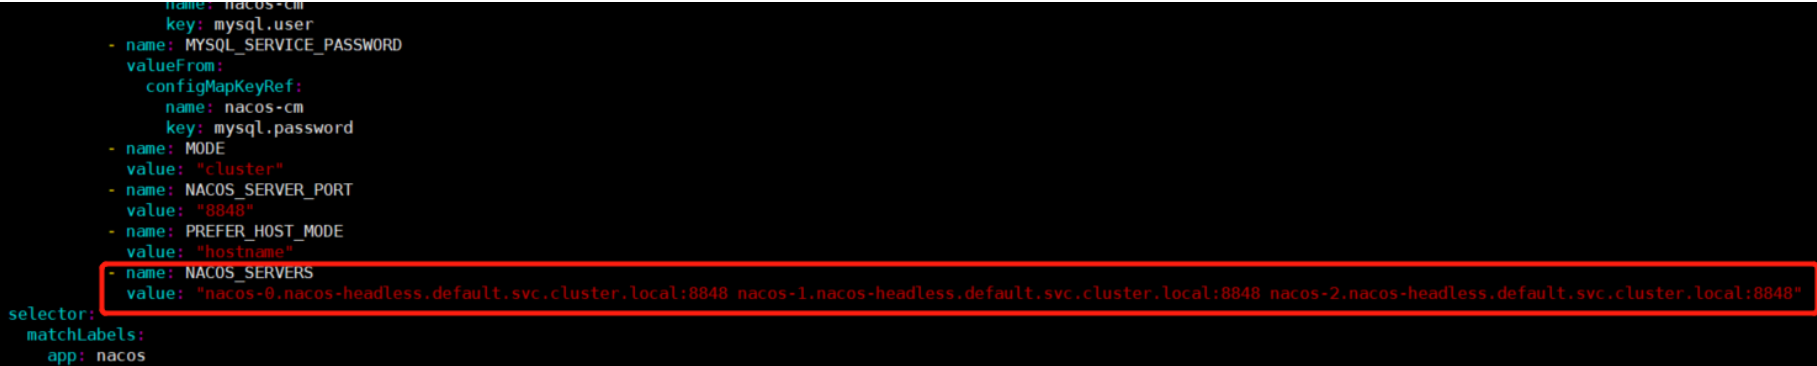 name: nacos-cm
key: mysql.user
- name: MYSQL_SERVICE_PASSWORD
valueFrom:
configMapKeyRef:
name: nacos-cm
key: mysql.password
- name: MODE
value: "cluster"
- name: NACOS_SERVER_PORT
value: "8848"
- name: PREFER_HOST_MODE
value: "hostname"
- name: NACOS_SERVERS
value: "nacos-0.nacos-headless.default.svc.cluster.local:8848 nacos-1.nacos-headless.default.svc.cluster.local:8848 nacos-2.nacos-headless.default.svc.cluster.local:8848"
selector:
matchLabels:
app: nacos